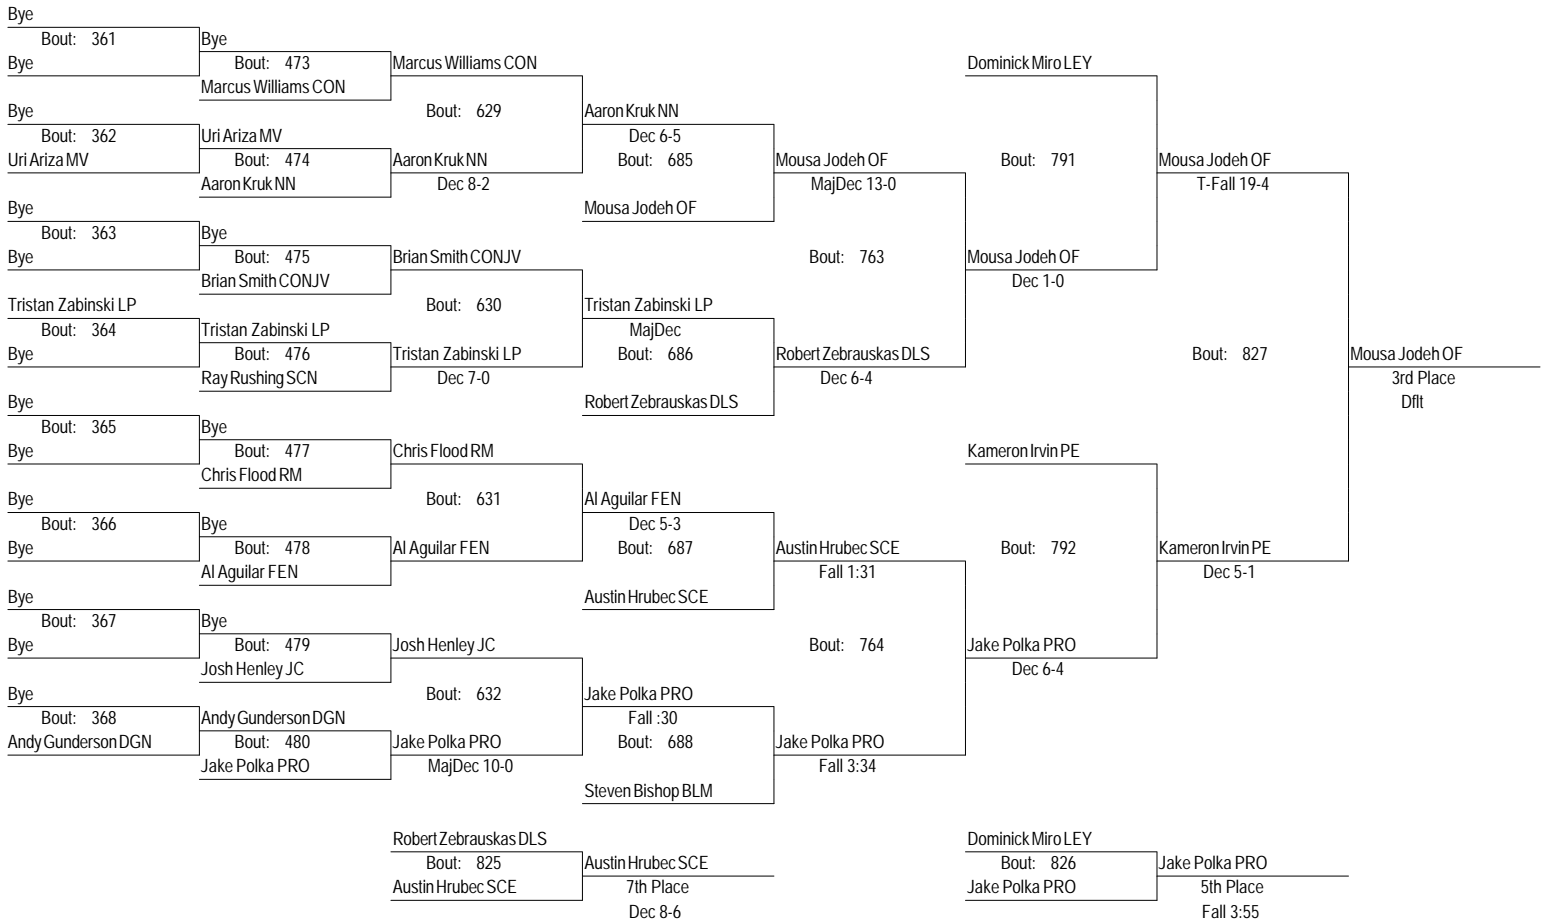 Bye
Bout: 361
Bye
Bye
Bout: 362
Uri Ariza MV
Bye
Bout: 363
Bye
Tristan Zabinski LP
Bout: 364
Bye
Bye
Bout: 365
Bye
Bye
Bout: 366
Bye
Bye
Bout: 367
Bye
Bye
Bout: 368
Andy Gunderson DGN
Bye
Bout: 473
Marcus Williams CON
Uri Ariza MV
Bout: 474
Aaron Kruk NN
Bye
Bout: 475
Brian Smith CONJV
Tristan Zabinski LP
Bout: 476
Ray Rushing SCN
Bye
Bout: 477
Chris Flood RM
Bye
Bout: 478
Al Aguilar FEN
Bye
Bout: 479
Josh Henley JC
Andy Gunderson DGN
Bout: 480
Jake Polka PRO
Marcus Williams CON
Bout: 629
Aaron Kruk NN
Dec 8-2
Brian Smith CONJV
Bout: 630
Tristan Zabinski LP
Dec 7-0
Chris Flood RM
Bout: 631
Al Aguilar FEN
Josh Henley JC
Bout: 632
Jake Polka PRO
MajDec 10-0
Aaron Kruk NN
Dec 6-5
Bout: 685
Mousa Jodeh OF
Tristan Zabinski LP
MajDec
Bout: 686
Robert Zebrauskas DLS
Al Aguilar FEN
Dec 5-3
Bout: 687
Austin Hrubec SCE
Jake Polka PRO
Fall :30
Bout: 688
Steven Bishop BLM
Mousa Jodeh OF
MajDec 13-0
Bout: 763
Robert Zebrauskas DLS
Dec 6-4
Austin Hrubec SCE
Fall 1:31
Bout: 764
Jake Polka PRO
Fall 3:34
Dominick Miro LEY
Bout: 791
Mousa Jodeh OF
Dec 1-0
Kameron Irvin PE
Bout: 792
Jake Polka PRO
Dec 6-4
Mousa Jodeh OF
T-Fall 19-4
Bout: 827
Kameron Irvin PE
Dec 5-1
Mousa Jodeh OF
3rd Place
Dflt
Robert Zebrauskas DLS
Bout: 825
Austin Hrubec SCE
Austin Hrubec SCE
7th Place
Dec 8-6
Dominick Miro LEY
Bout: 826
Jake Polka PRO
Jake Polka PRO
5th Place
Fall 3:55